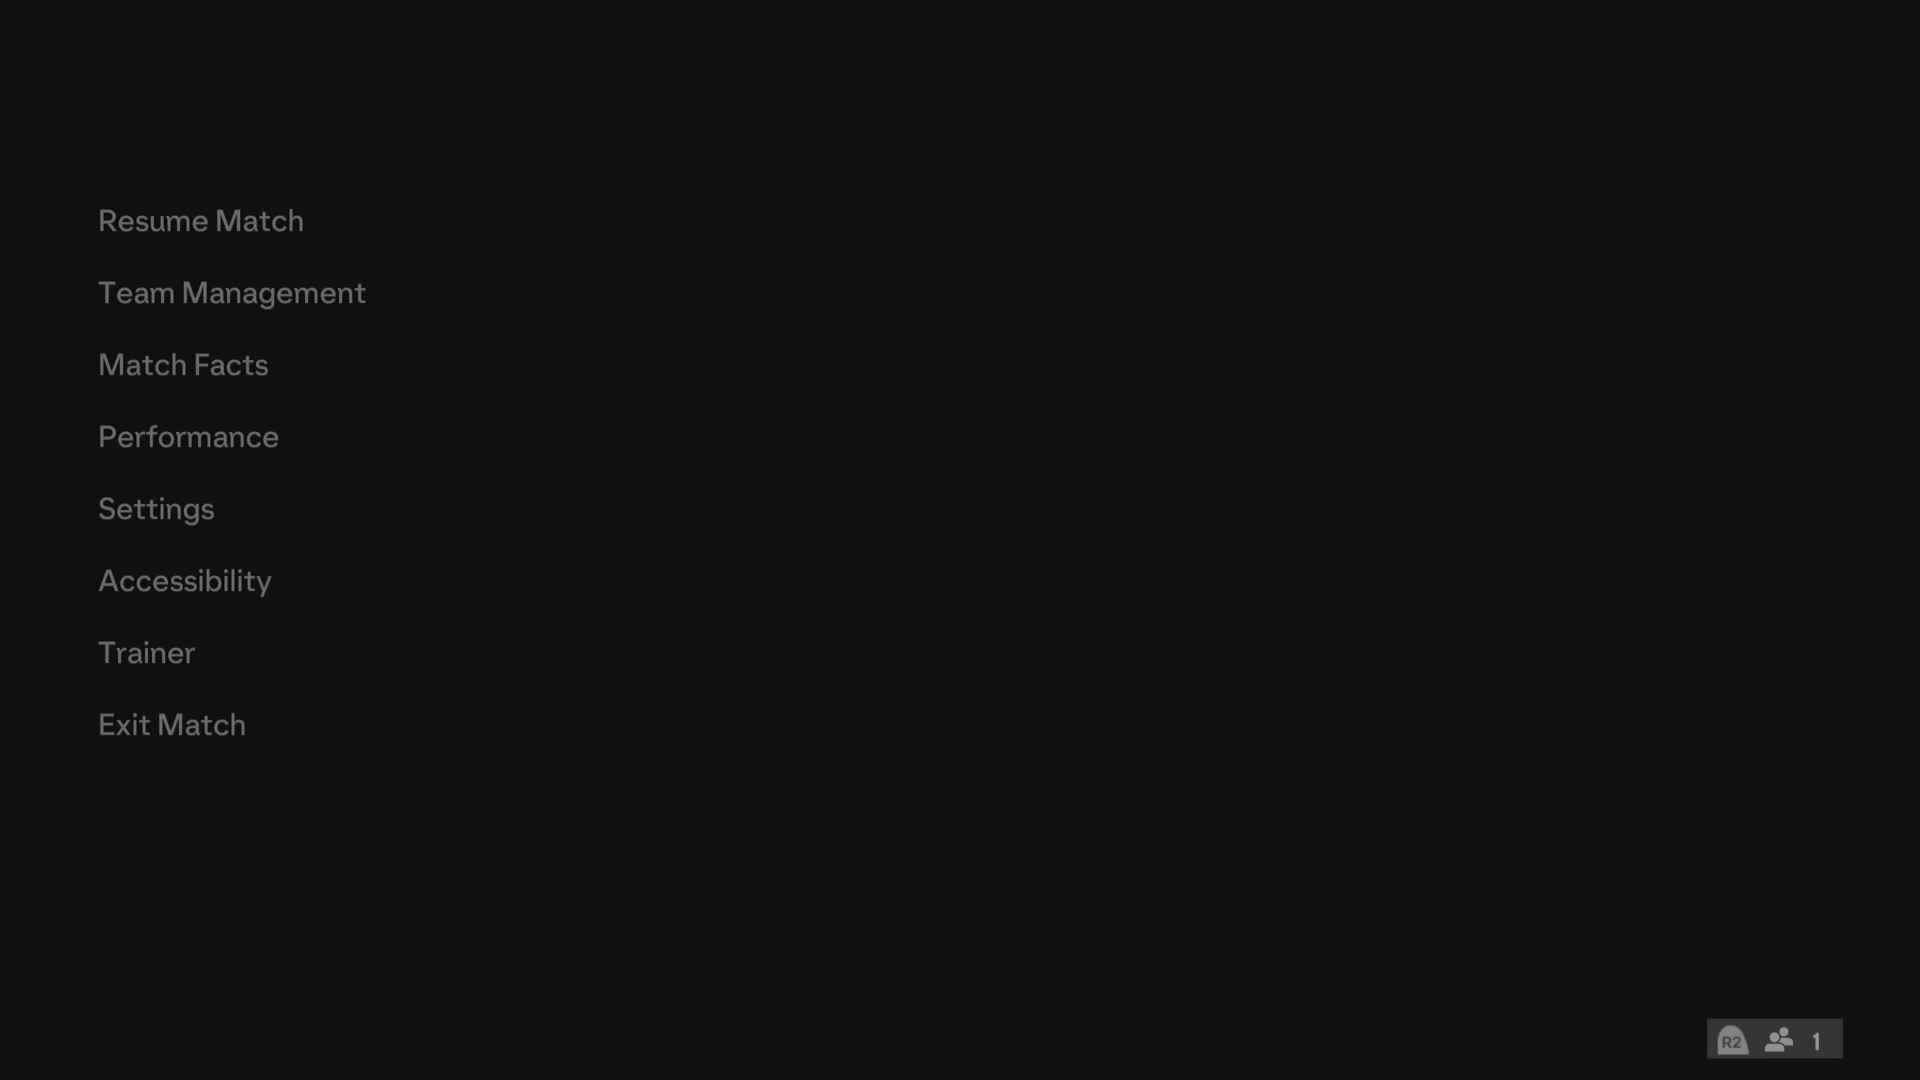 Resume Match
Team Management
Match Facts
Performance
Settings
Accessibility
Trainer
Exit Match
R2 1